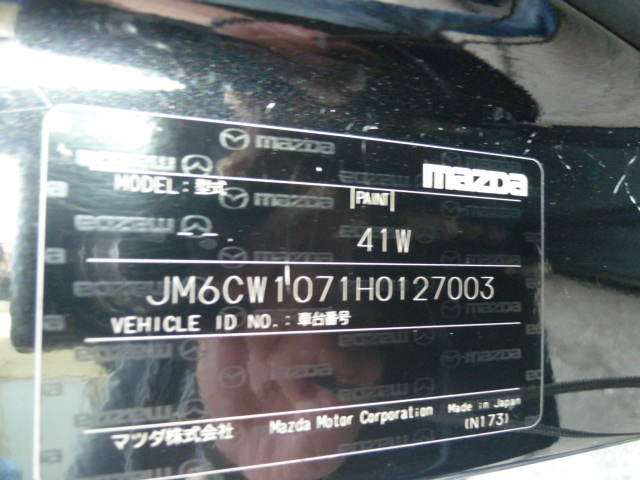 mazda
mazda
MODEL: 型式
PAINT
41W
JM6CW1071H0127003
VEHICLE ID NO.: 車台番号
マツダ株式会社 Mazda Motor Corporation Made in Japan
(N173)